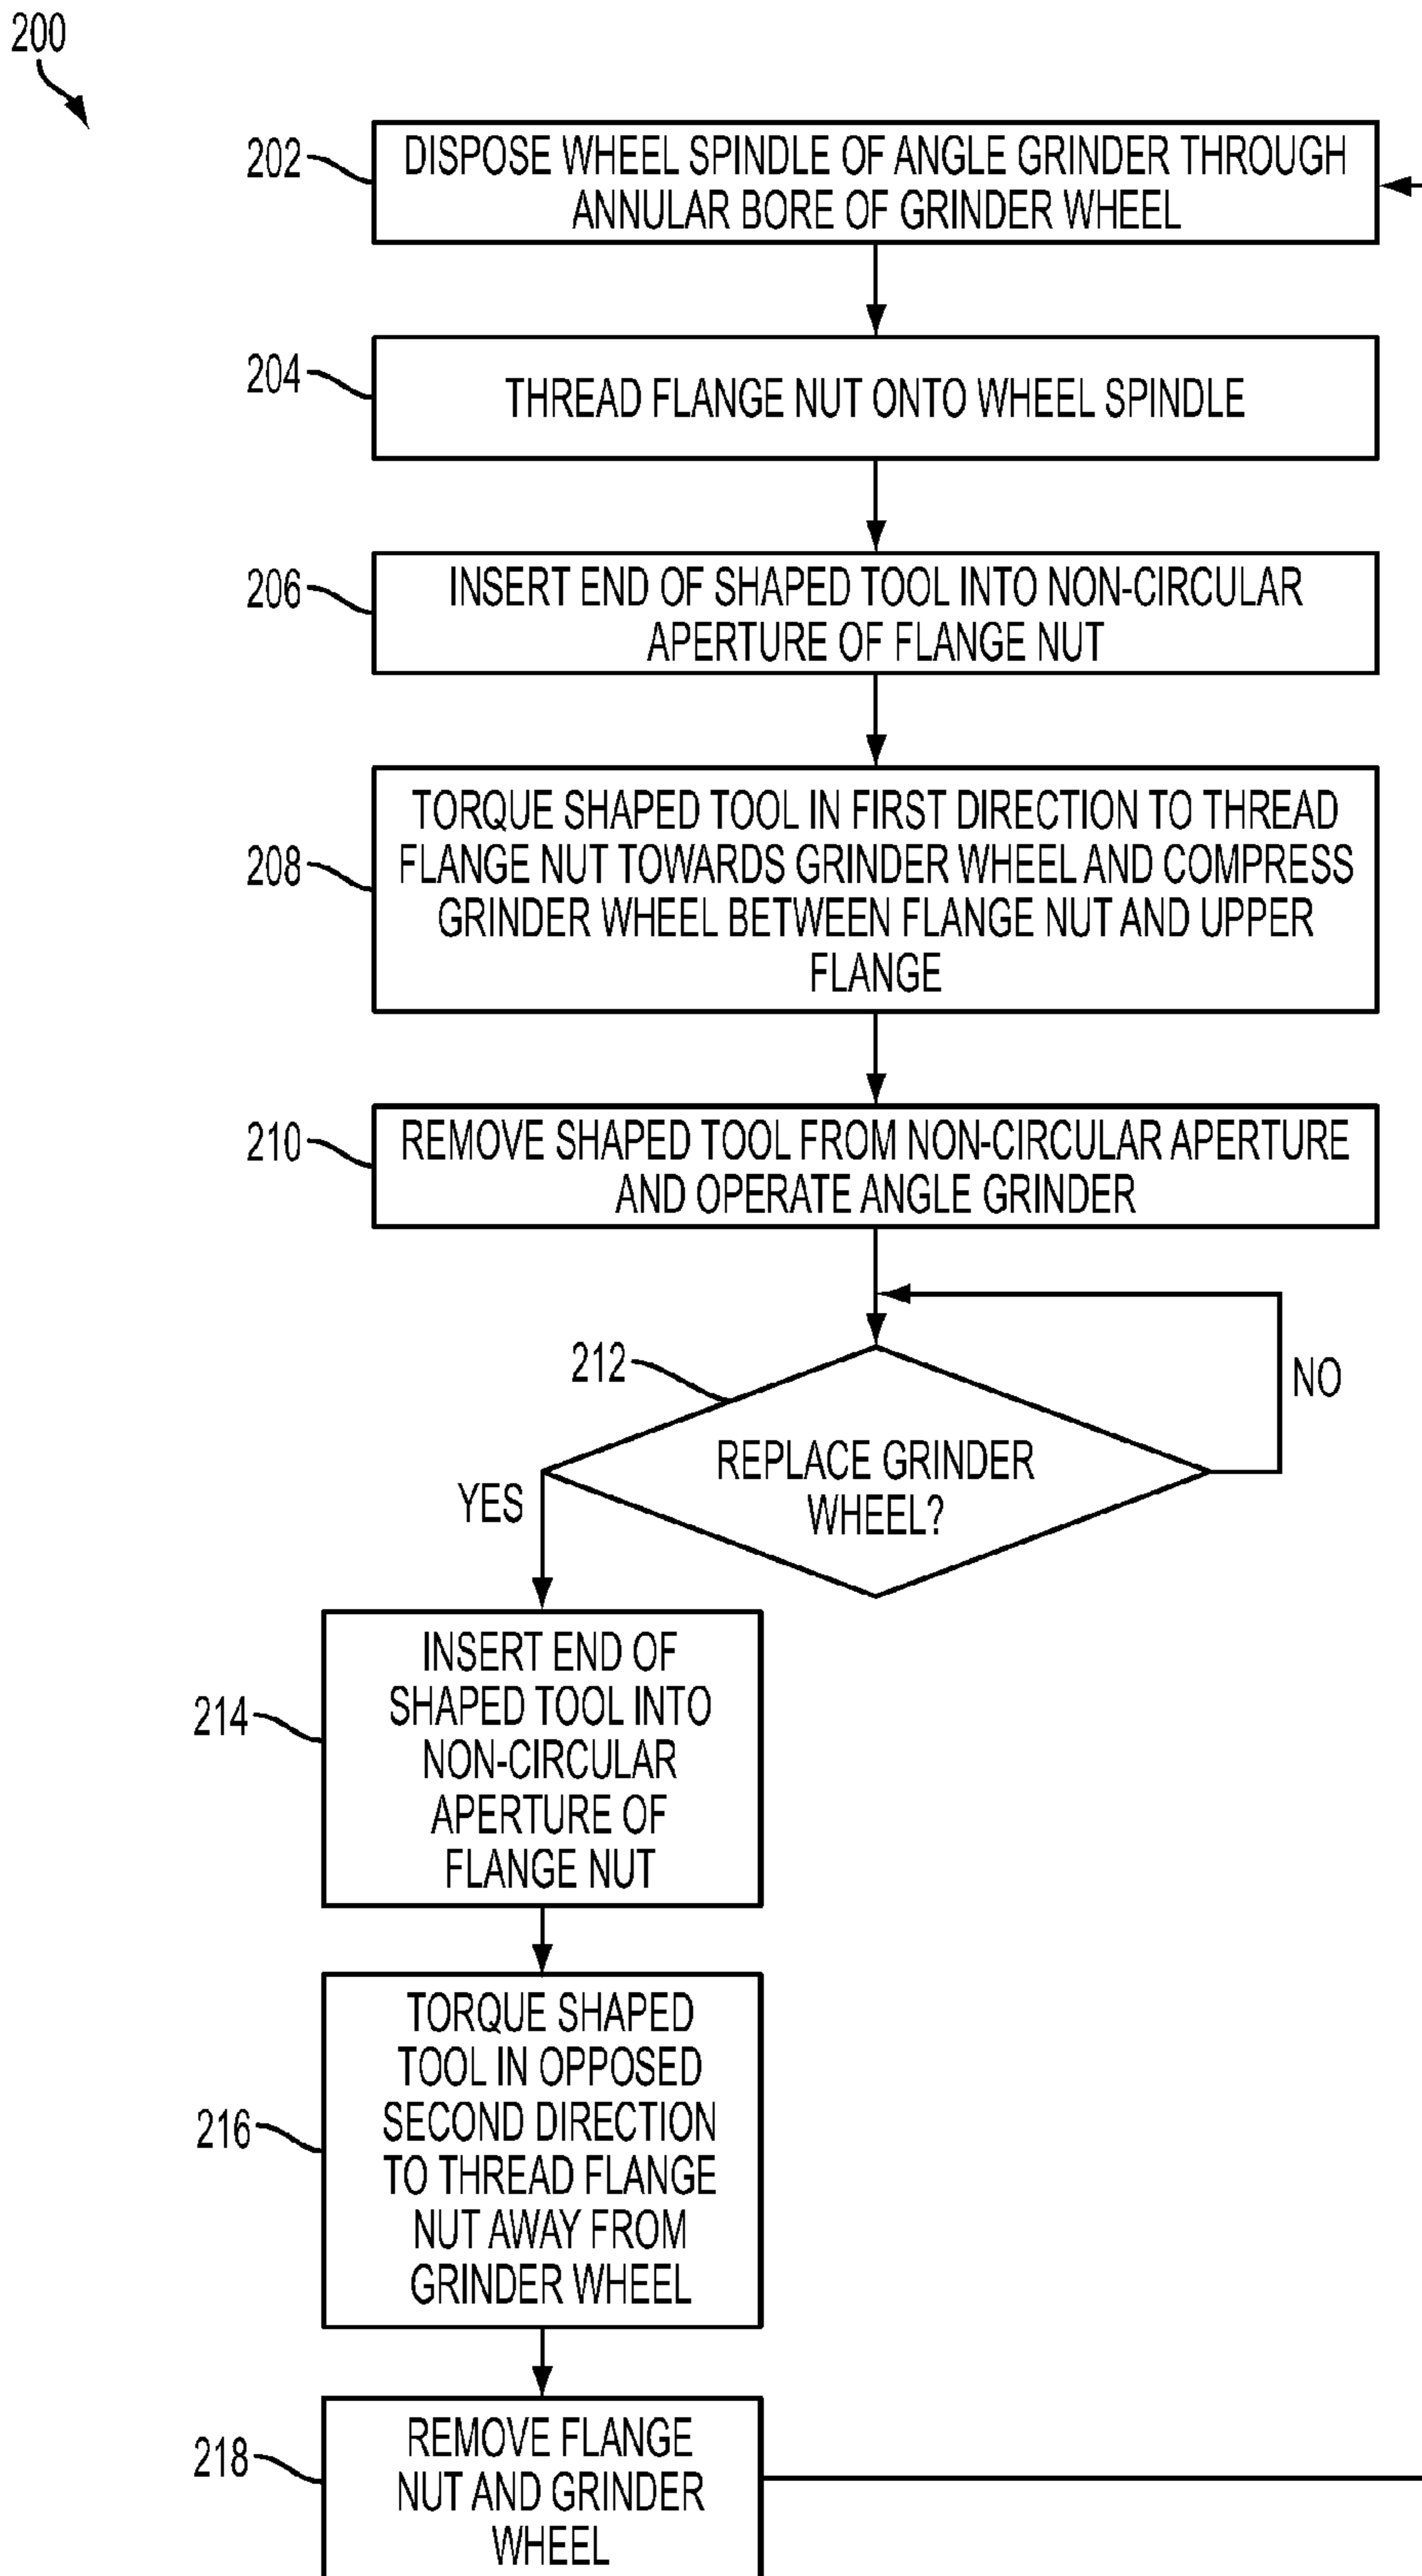 200
202
DISPOSE WHEEL SPINDLE OF ANGLE GRINDER THROUGH
ANNULAR BORE OF GRINDER WHEEL
204
THREAD FLANGE NUT ONTO WHEEL SPINDLE
206
INSERT END OF SHAPED TOOL INTO NON-CIRCULAR
APERTURE OF FLANGE NUT
208
TORQUE SHAPED TOOL IN FIRST DIRECTION TO THREAD
FLANGE NUT TOWARDS GRINDER WHEEL AND COMPRESS
GRINDER WHEEL BETWEEN FLANGE NUT AND UPPER
FLANGE
210
REMOVE SHAPED TOOL FROM NON-CIRCULAR APERTURE
AND OPERATE ANGLE GRINDER
212
REPLACE GRINDER
WHEEL?
NO
YES
214
INSERT END OF
SHAPED TOOL INTO
NON-CIRCULAR
APERTURE OF
FLANGE NUT
216
TORQUE SHAPED
TOOL IN OPPOSED
SECOND DIRECTION
TO THREAD FLANGE
NUT AWAY FROM
GRINDER WHEEL
218
REMOVE FLANGE
NUT AND GRINDER
WHEEL